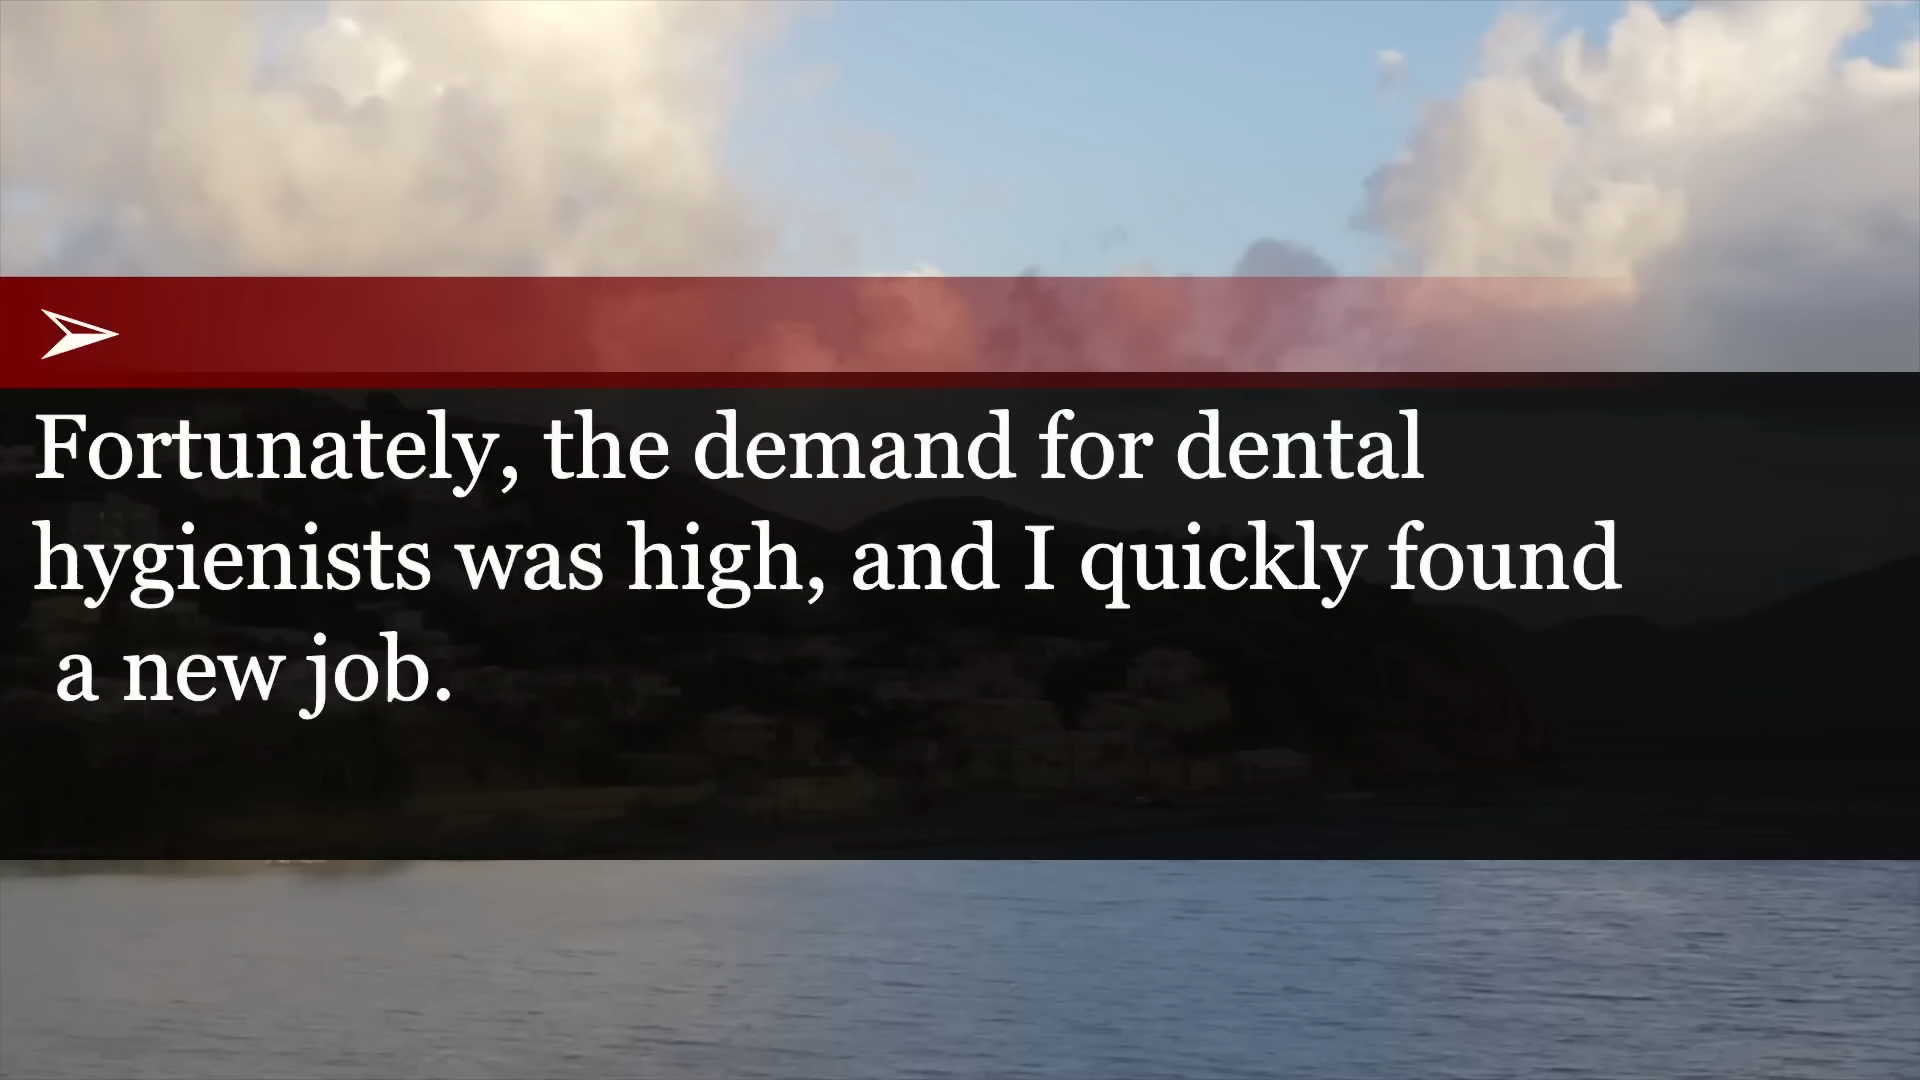 Fortunately, the demand for dental
hygienists was high, and I quickly found
a new job.